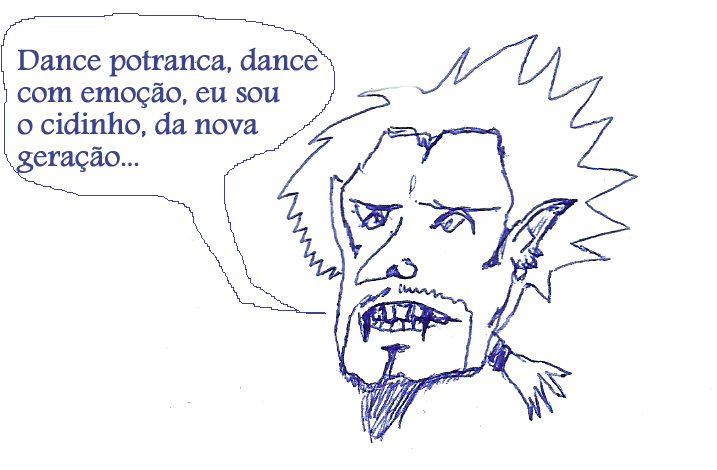 Dance potranca, dance
com emoção, eu sou
o cidinho, da nova
geração...